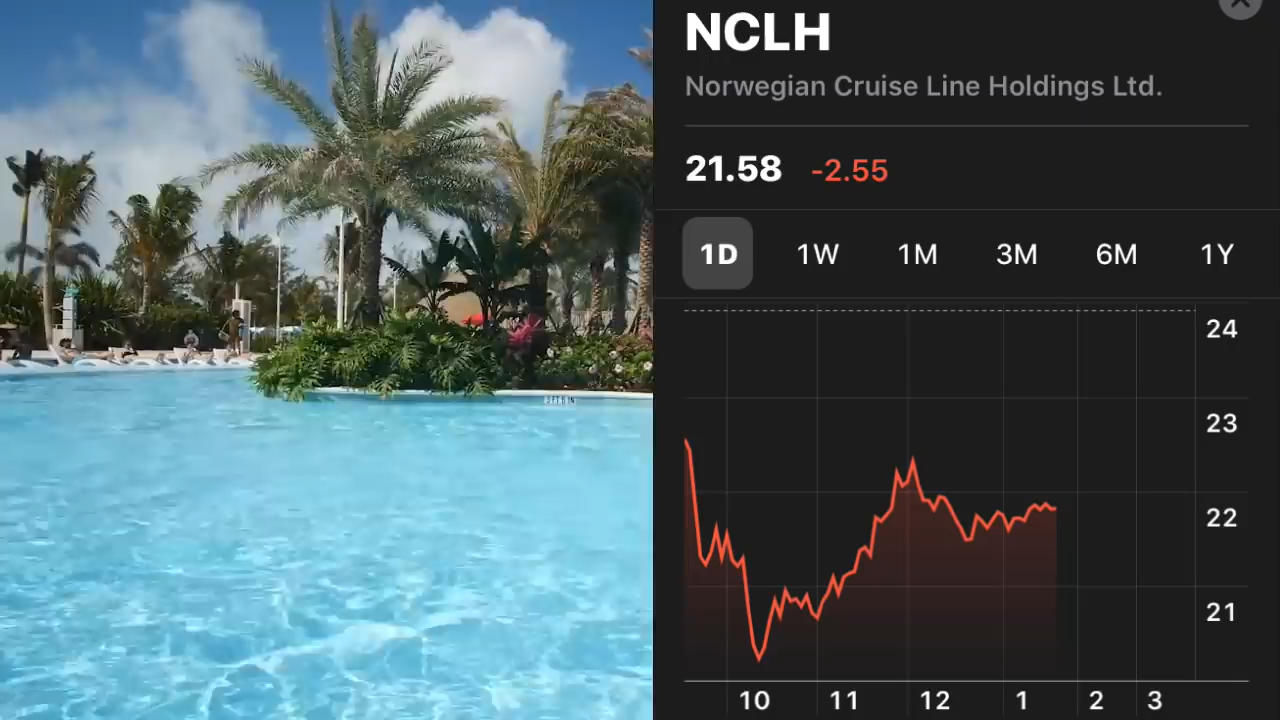 NCLH
Norwegian Cruise Line Holdings Ltd.
21.58 -2.55
1D 1W 1M 3M 6M 1Y
24
23
22
21
10 11 12 1 2 3